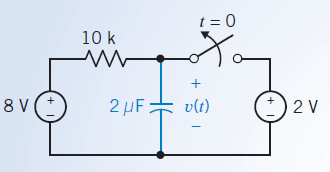 t = 0
10 k
+
8 V
+
−
2 μF
v(t)
−
+
−
2 V